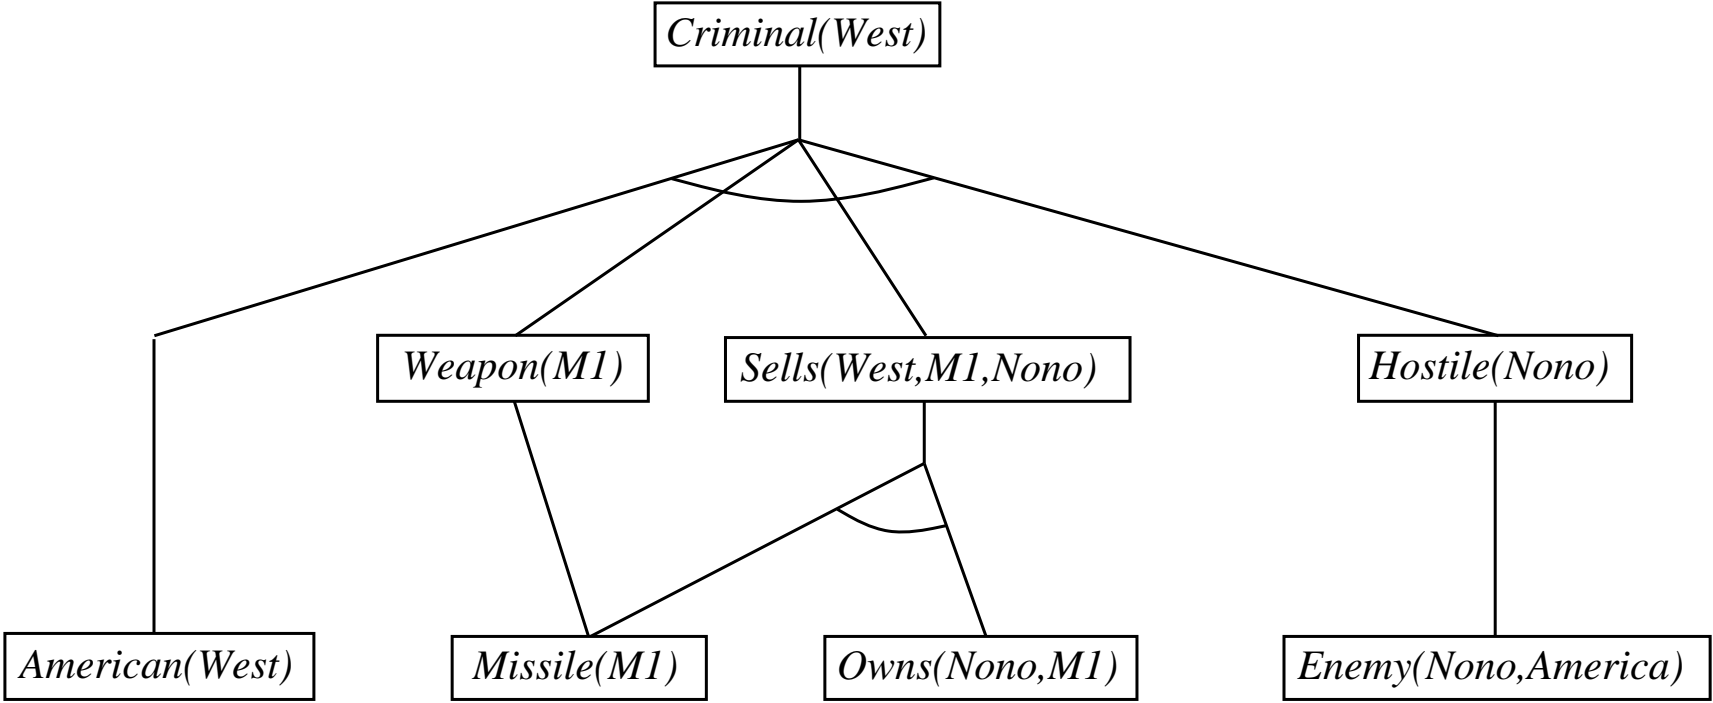 Criminal(West)
Weapon(M1)
Sells(West,M1,Nono)
Hostile(Nono)
American(West)
Missile(M1)
Owns(Nono,M1)
Enemy(Nono,America)